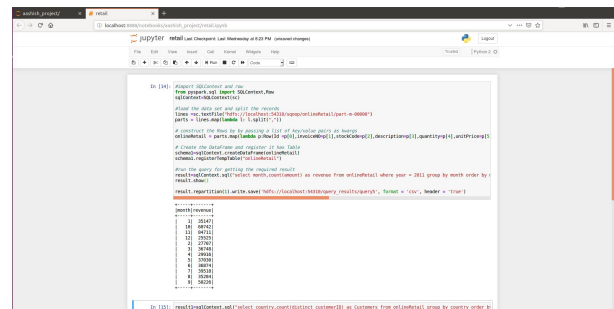 aashish_project/
retail
localhost:8888/notebooks/aashish_project/retail.ipynb
jupyter retail Last Checkpoint: Last Wednesday at 8:23 PM (unsaved changes)
Logout
File Edit View Insert Cell Kernel Widgets Help
Trusted
Python 2
Run
Code
In [14]: #import SQLContext and row
from pyspark.sql import SQLContext,Row
sqlContext=SQLContext(sc)
#load the data set and split the records
lines =sc.textFile("hdfs://localhost:54310/sqoop/onlineRetail/part-m-00000")
parts = lines.map(lambda l: l.split(","))
# construct the Rows by by passing a list of key/value pairs as kwargs
onlineRetail = parts.map(lambda p:Row(Id =p[0],invoiceNO=p[1],stockCode=p[2],description=p[3],quantity=p[4],unitPrice=p[5
# Create the DataFrame and register it has Table
schema1=sqlContext.createDataFrame(onlineRetail)
schema1.registerTempTable("onlineRetail")
#run the query for getting the required result
result=sqlContext.sql("select month,count(amount) as revenue from onlineRetail where year = 2011 group by month order by
result.show()
result.repartition(1).write.save('hdfs://localhost:54310/query_results/query5', format = 'csv', header = 'true')
+-----+-------+
|month|revenue|
+-----+-------+
| 1| 35147|
| 10| 60742|
| 11| 84711|
| 12| 25525|
| 2| 27707|
| 3| 36748|
| 4| 29916|
| 5| 37030|
| 6| 36874|
| 7| 39518|
| 8| 35284|
| 9| 50226|
+-----+-------+
In [15]: result1=sqlContext.sql("select country,count(distinct customerID) as Customers from onlineRetail group by country order b